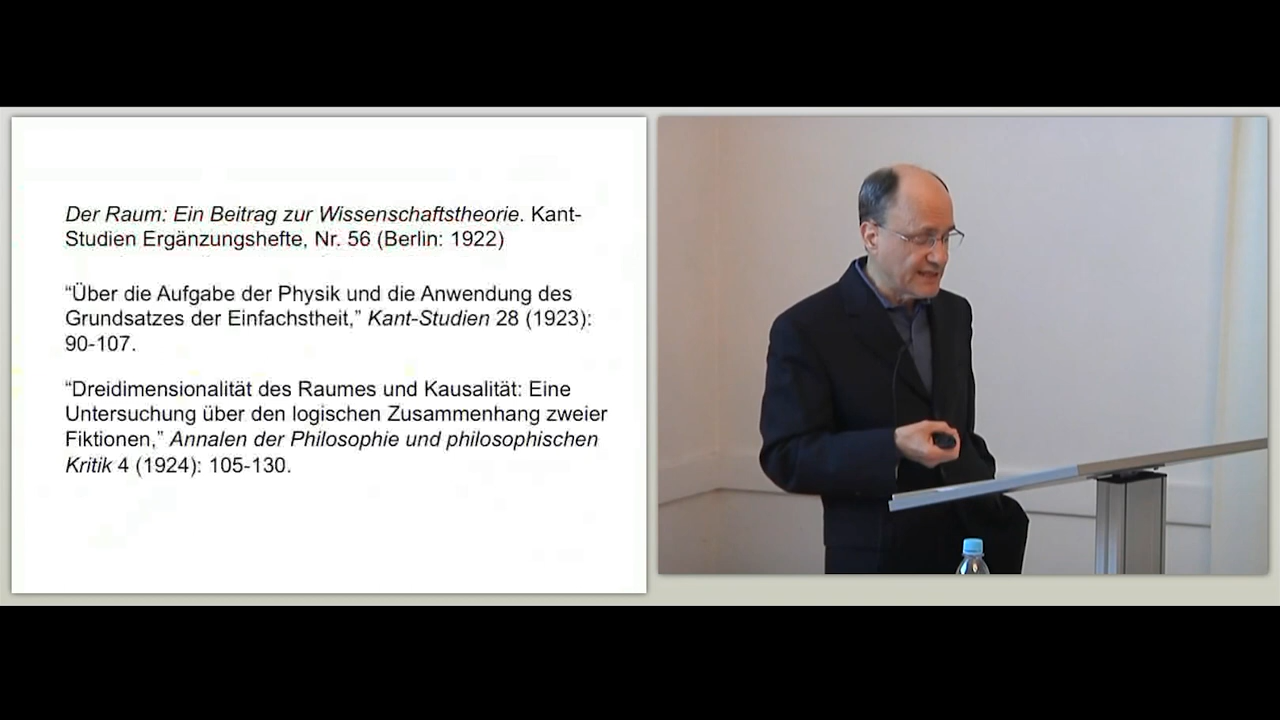 Der Raum: Ein Beitrag zur Wissenschaftstheorie. Kant-
Studien Ergänzungshefte, Nr. 56 (Berlin: 1922)
“Über die Aufgabe der Physik und die Anwendung des
Grundsatzes der Einfachstheit,” Kant-Studien 28 (1923):
90-107.
“Dreidimensionalität des Raumes und Kausalität: Eine
Untersuchung über den logischen Zusammenhang zweier
Fiktionen,” Annalen der Philosophie und philosophischen
Kritik 4 (1924): 105-130.